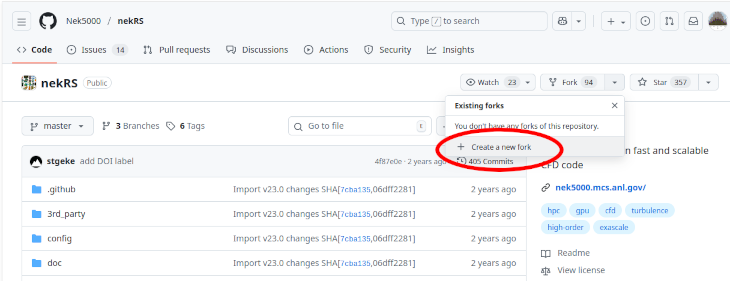 Nek5000 / nekRS
Type / to search
Code Issues 14 Pull requests Discussions Actions Security Insights
nekRS Public
Watch 23 Fork 94 Star 357
Existing forks
You don't have any forks of this repository.
+ Create a new fork
master 3 Branches 6 Tags
Go to file t
stgeke add DOI label 4f87e0e · 2 years ago 405 Commits
.github Import v23.0 changes SHA[7cba135,06dff2281] 2 years ago
3rd_party Import v23.0 changes SHA[7cba135,06dff2281] 2 years ago
config Import v23.0 changes SHA[7cba135,06dff2281] 2 years ago
doc Import v23.0 changes SHA[7cba135,06dff2281] 2 years ago
fast and scalable
CFD code
nek5000.mcs.anl.gov/
hpc gpu cfd turbulence
high-order exascale
Readme
View license